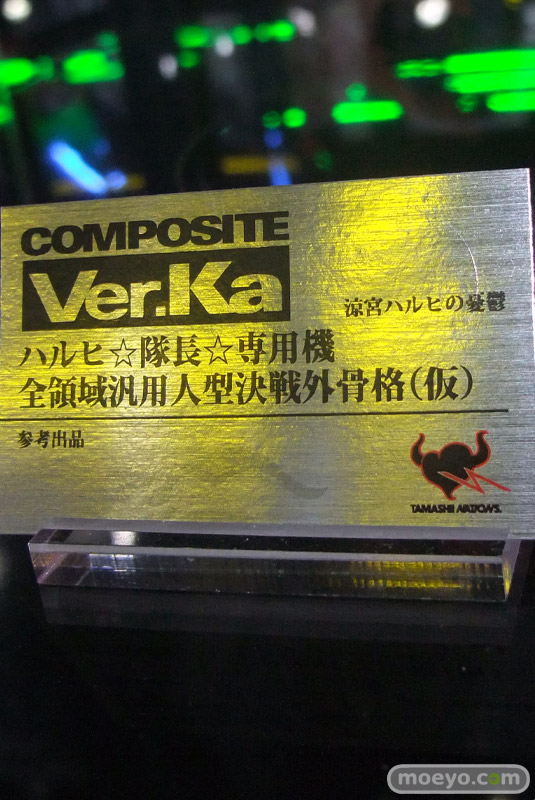 COMPOSITE
Ver.Ka
涼宮ハルヒの憂鬱
ハルヒ☆隊長☆専用機
全領域汎用人型決戦外骨格(仮)
参考出品
TAMASHII NATIONS.
moeyo.com